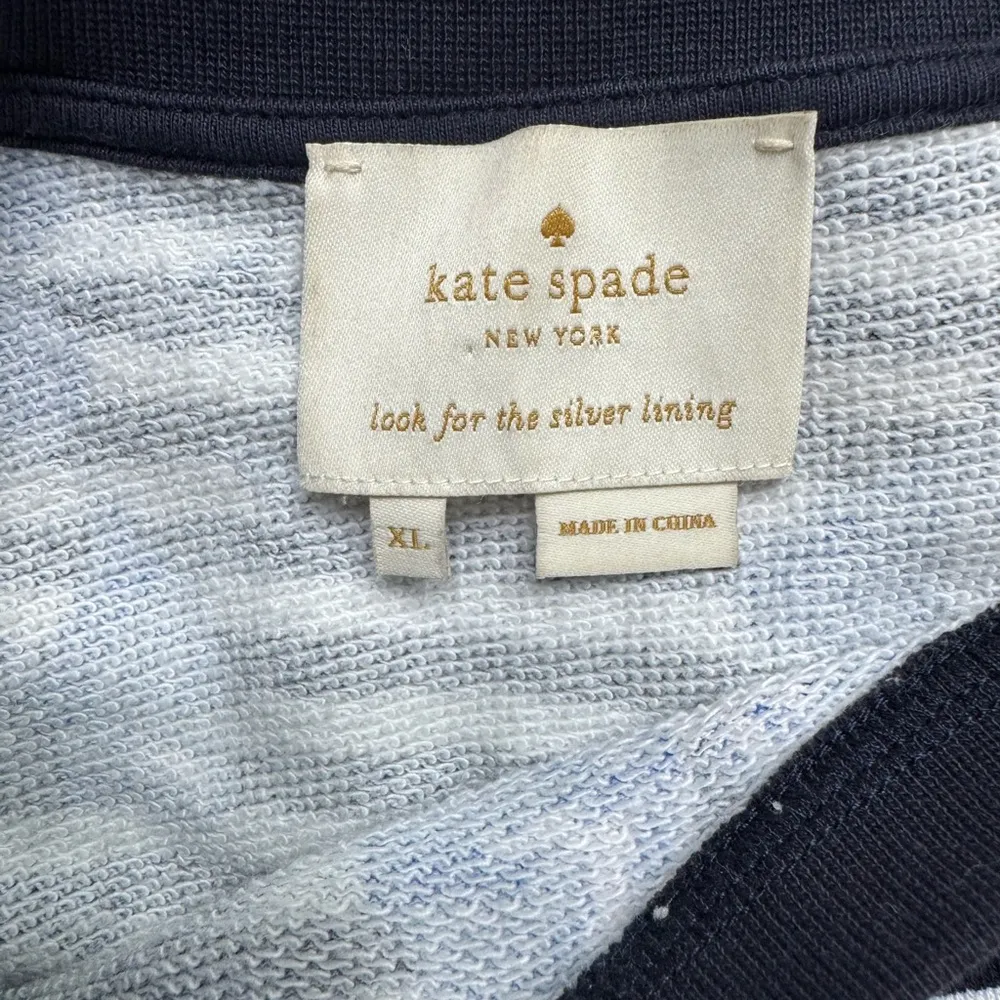 kate spade
NEW YORK
look for the silver lining
XL
MADE IN CHINA